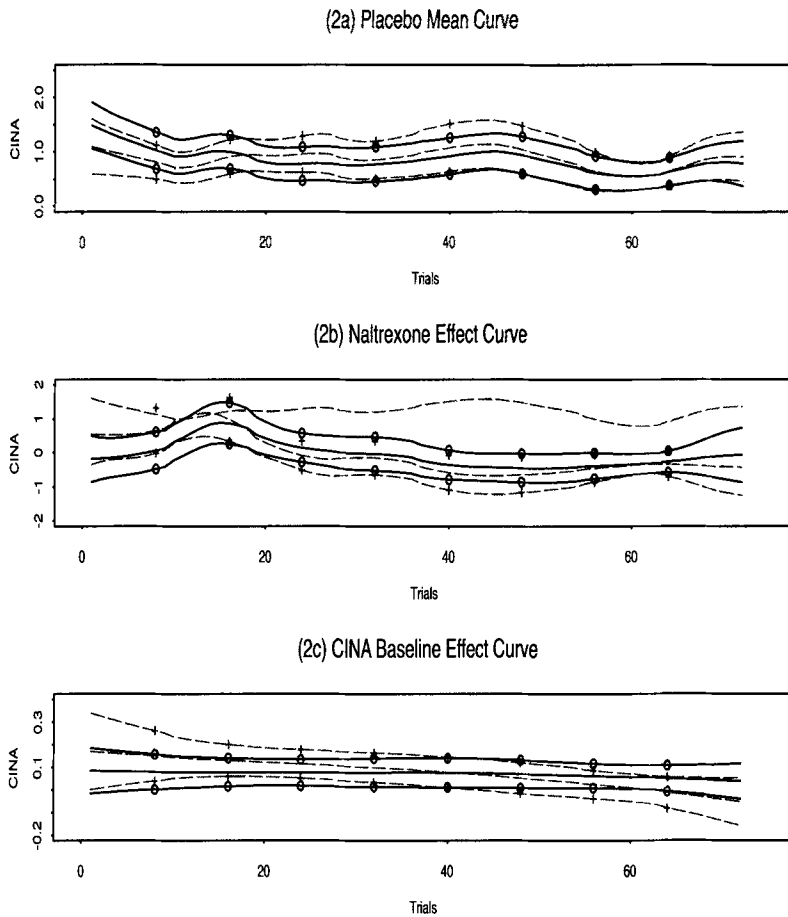 (2a) Placebo Mean Curve
CINA
2.0
1.0
0.0
0 20 40 60
Trials
(2b) Naltrexone Effect Curve
CINA
2
1
0
-1
-2
0 20 40 60
Trials
(2c) CINA Baseline Effect Curve
CINA
0.3
0.1
-0.2
0 20 40 60
Trials